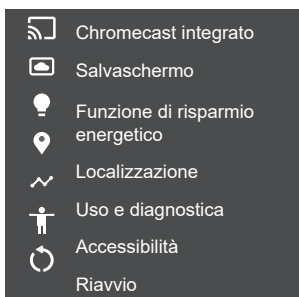 Chromecast integrato
Salvaschermo
Funzione di risparmio
energetico
Localizzazione
Uso e diagnostica
Accessibilità
Riavvio